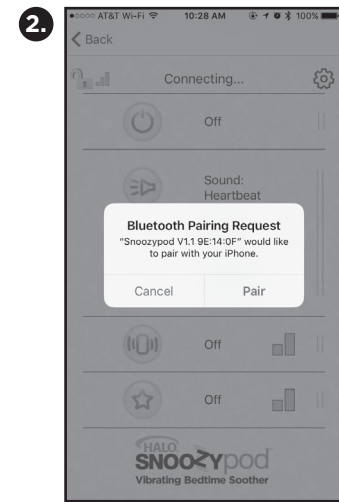 2.
AT&T Wi-Fi 10:28 AM 100%
Back
Connecting...
Off
Sound:
Heartbeat
Bluetooth Pairing Request
"Snoozypod V1.1 9E:14:0F" would like
to pair with your iPhone.
Cancel Pair
Off
Off
HALO
SNOOZYpod
Vibrating Bedtime Soother